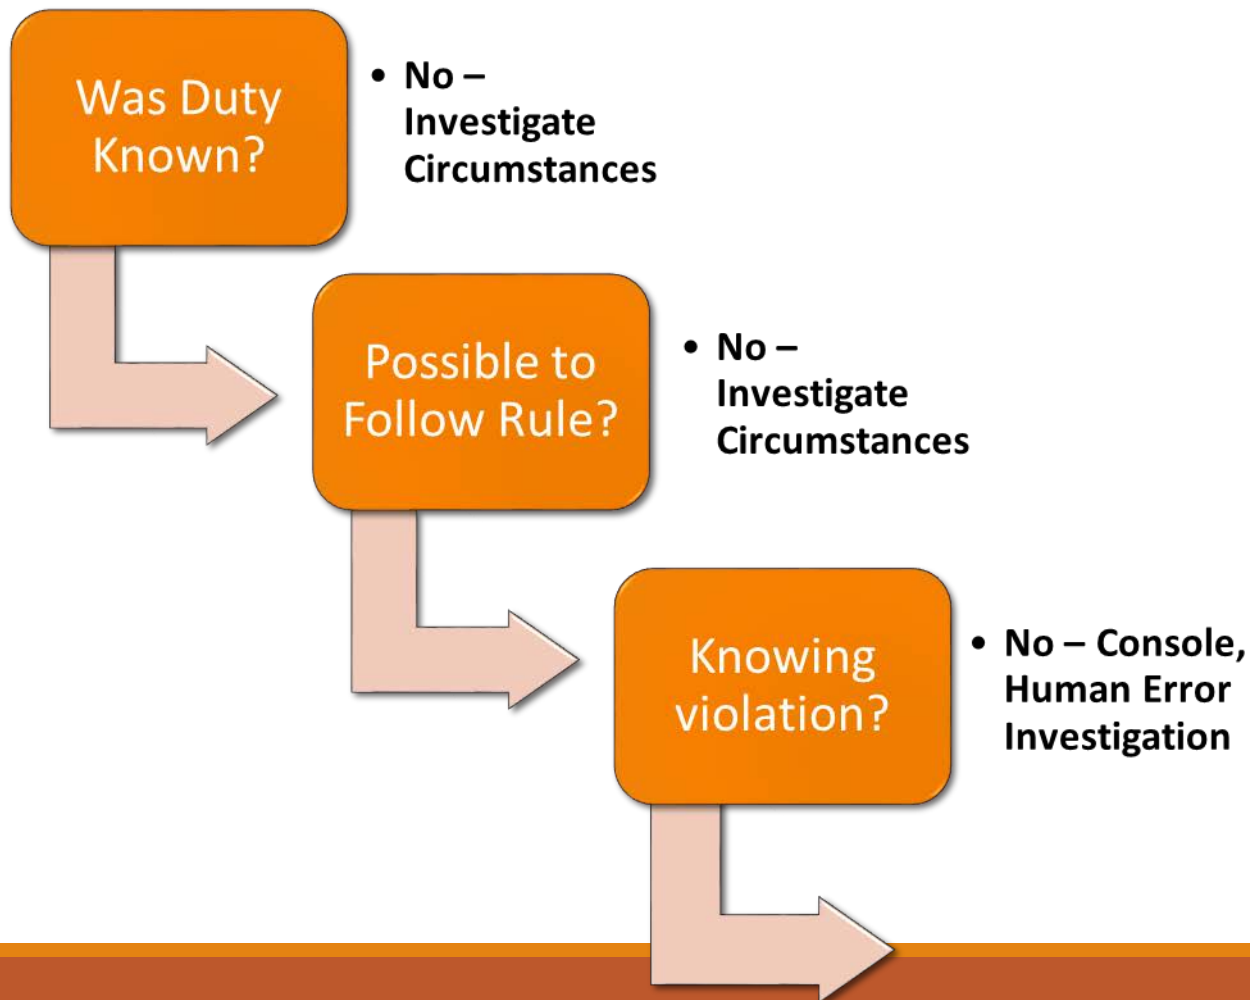 Was Duty
Known?
• No –
Investigate
Circumstances
Possible to
Follow Rule?
• No –
Investigate
Circumstances
Knowing
violation?
• No – Console,
Human Error
Investigation